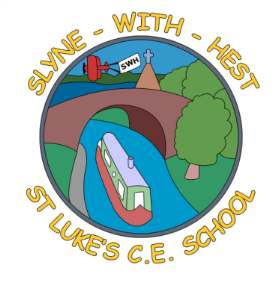 SLYNE - WITH - HEST
SWH
ST LUKE'S C.E. SCHOOL